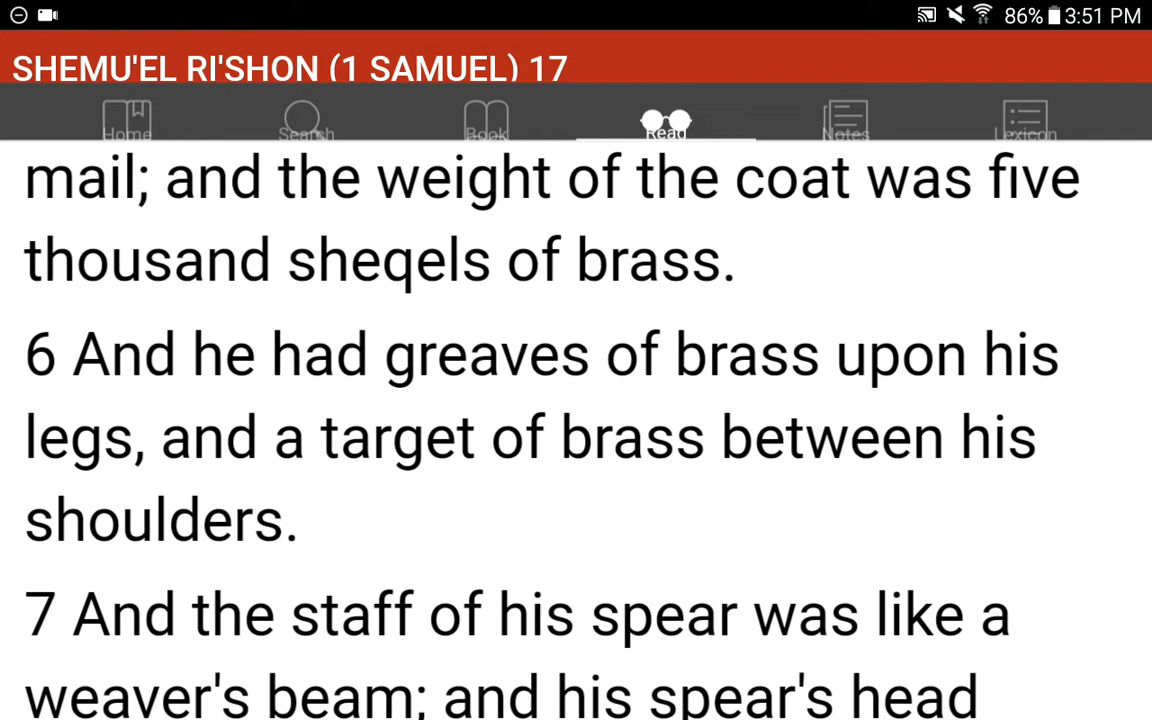 86% 3:51 PM
SHEMU'EL RI'SHON (1 SAMUEL) 17
Home Search Book Read Notes Lexicon
mail; and the weight of the coat was five
thousand sheqels of brass.
6 And he had greaves of brass upon his
legs, and a target of brass between his
shoulders.
7 And the staff of his spear was like a
weaver's beam; and his spear's head